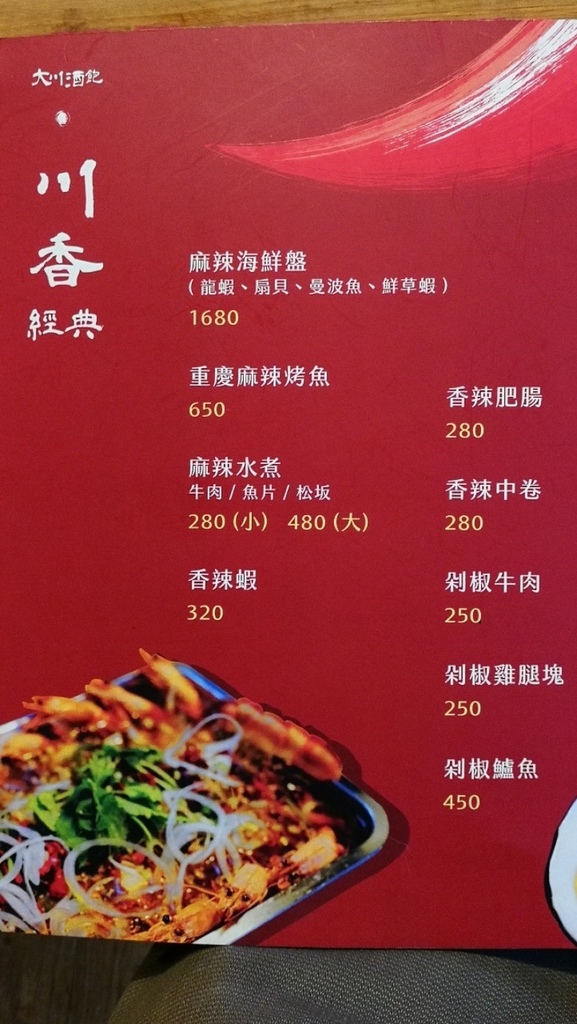 大川酒飽
川香
經典
麻辣海鮮盤
( 龍蝦、扇貝、曼波魚、鮮草蝦 )
1680
重慶麻辣烤魚
650
麻辣水煮
牛肉 / 魚片 / 松坂
280 (小) 480 (大)
香辣蝦
320
香辣肥腸
280
香辣中卷
280
剁椒牛肉
250
剁椒雞腿塊
250
剁椒鱸魚
450